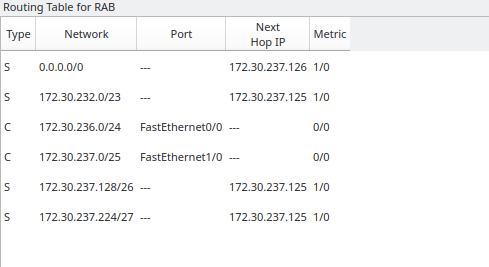 Routing Table for RAB
Type Network Port Next Hop IP Metric
S 0.0.0.0/0 --- 172.30.237.126 1/0
S 172.30.232.0/23 --- 172.30.237.125 1/0
C 172.30.236.0/24 FastEthernet0/0 --- 0/0
C 172.30.237.0/25 FastEthernet1/0 --- 0/0
S 172.30.237.128/26 --- 172.30.237.125 1/0
S 172.30.237.224/27 --- 172.30.237.125 1/0